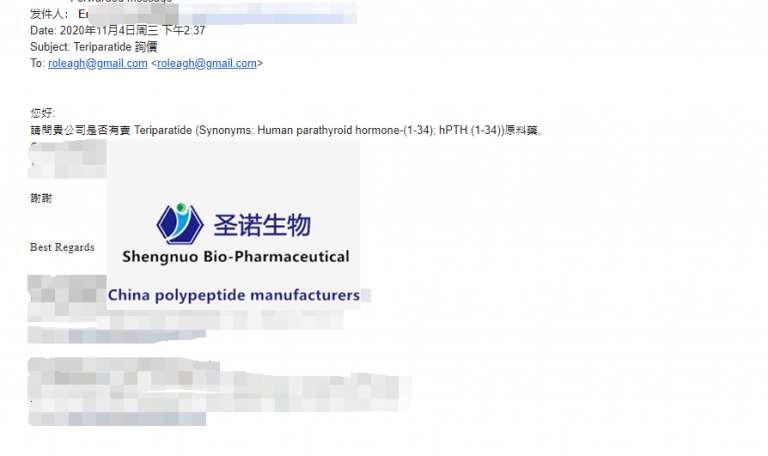 Forwarded message
发件人:
Date: 2020年11月4日周三 下午2:37
Subject: Teriparatide 詢價
To: roleagh@gmail.com <roleagh@gmail.com>
您好:
請問貴公司是否有賣 Teriparatide (Synonyms: Human parathyroid hormone-(1-34); hPTH (1-34))原料藥,
謝謝
圣诺生物
Shengnuo Bio-Pharmaceutical
Best Regards
China polypeptide manufacturers